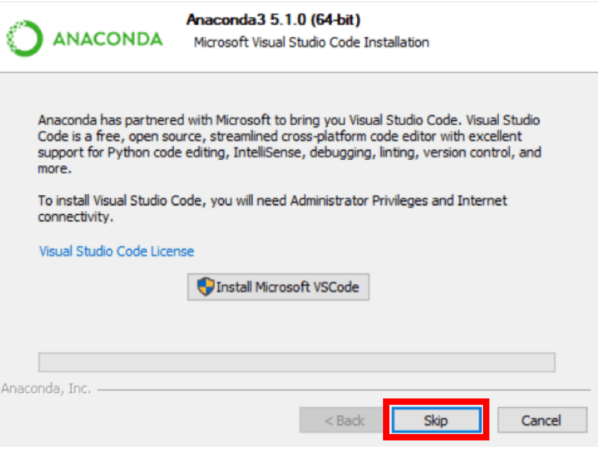 ANACONDA
Anaconda3 5.1.0 (64-bit)
Microsoft Visual Studio Code Installation
Anaconda has partnered with Microsoft to bring you Visual Studio Code. Visual Studio
Code is a free, open source, streamlined cross-platform code editor with excellent
support for Python code editing, IntelliSense, debugging, linting, version control, and
more.
To install Visual Studio Code, you will need Administrator Privileges and Internet
connectivity.
Visual Studio Code License
Install Microsoft VSCode
Anaconda, Inc.
< Back Skip Cancel